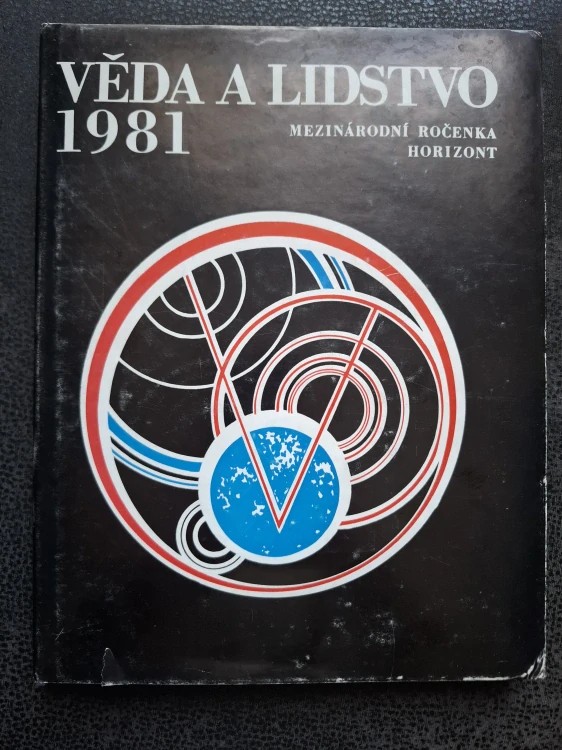 VĚDA A LIDSTVO
1981
MEZINÁRODNÍ ROČENKA
HORIZONT